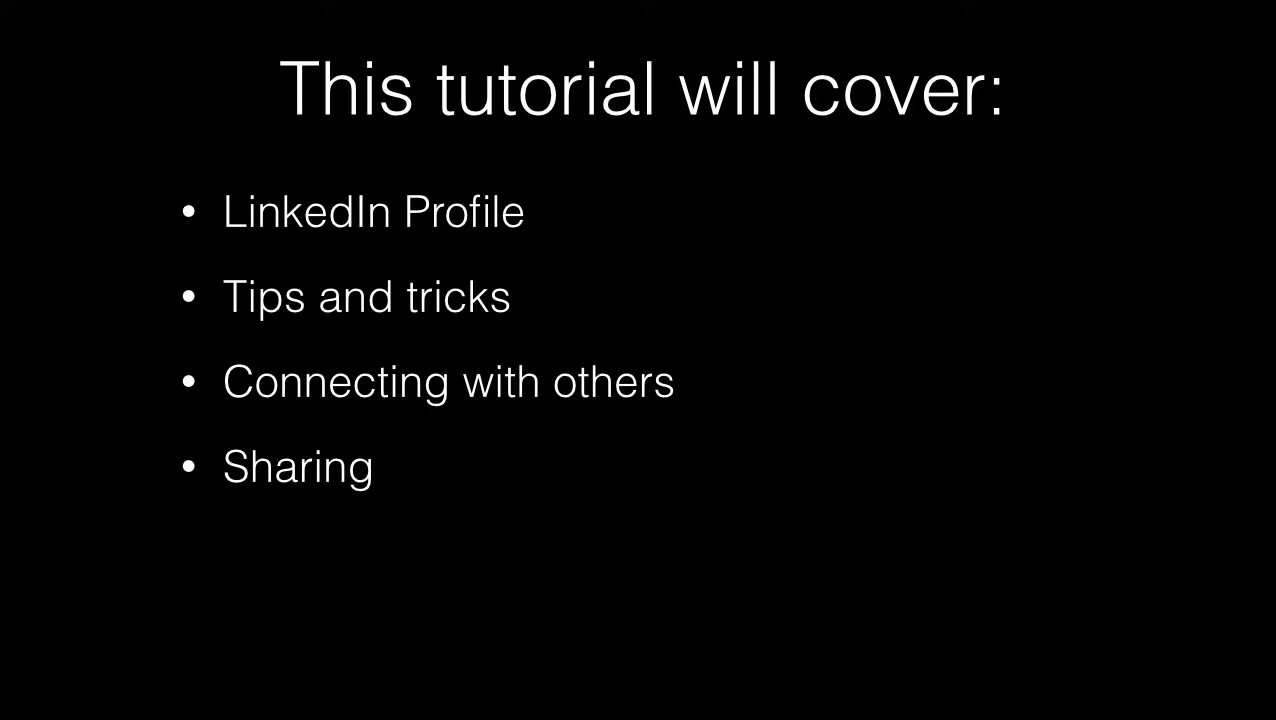 This tutorial will cover:
• LinkedIn Profile
• Tips and tricks
• Connecting with others
• Sharing